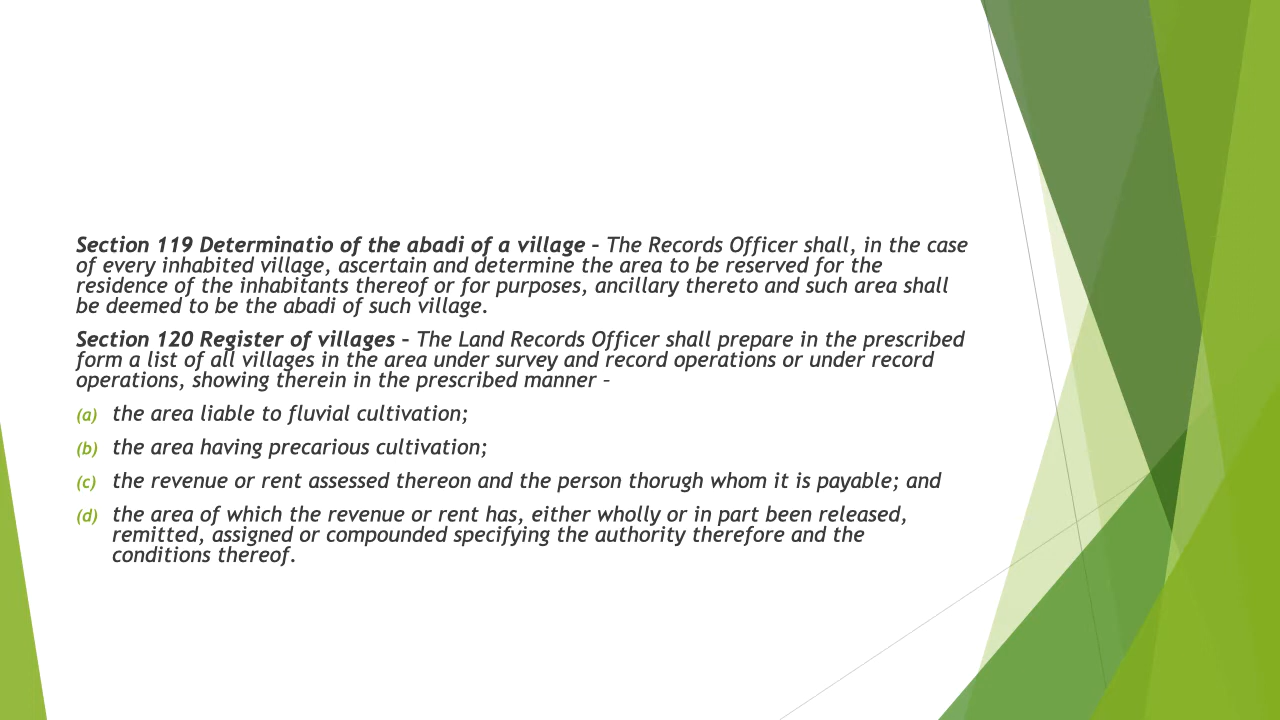 Section 119 Determinatio of the abadi of a village – The Records Officer shall, in the case
of every inhabited village, ascertain and determine the area to be reserved for the
residence of the inhabitants thereof or for purposes, ancillary thereto and such area shall
be deemed to be the abadi of such village.
Section 120 Register of villages – The Land Records Officer shall prepare in the prescribed
form a list of all villages in the area under survey and record operations or under record
operations, showing therein in the prescribed manner –
(a) the area liable to fluvial cultivation;
(b) the area having precarious cultivation;
(c) the revenue or rent assessed thereon and the person thorugh whom it is payable; and
(d) the area of which the revenue or rent has, either wholly or in part been released,
remitted, assigned or compounded specifying the authority therefore and the
conditions thereof.